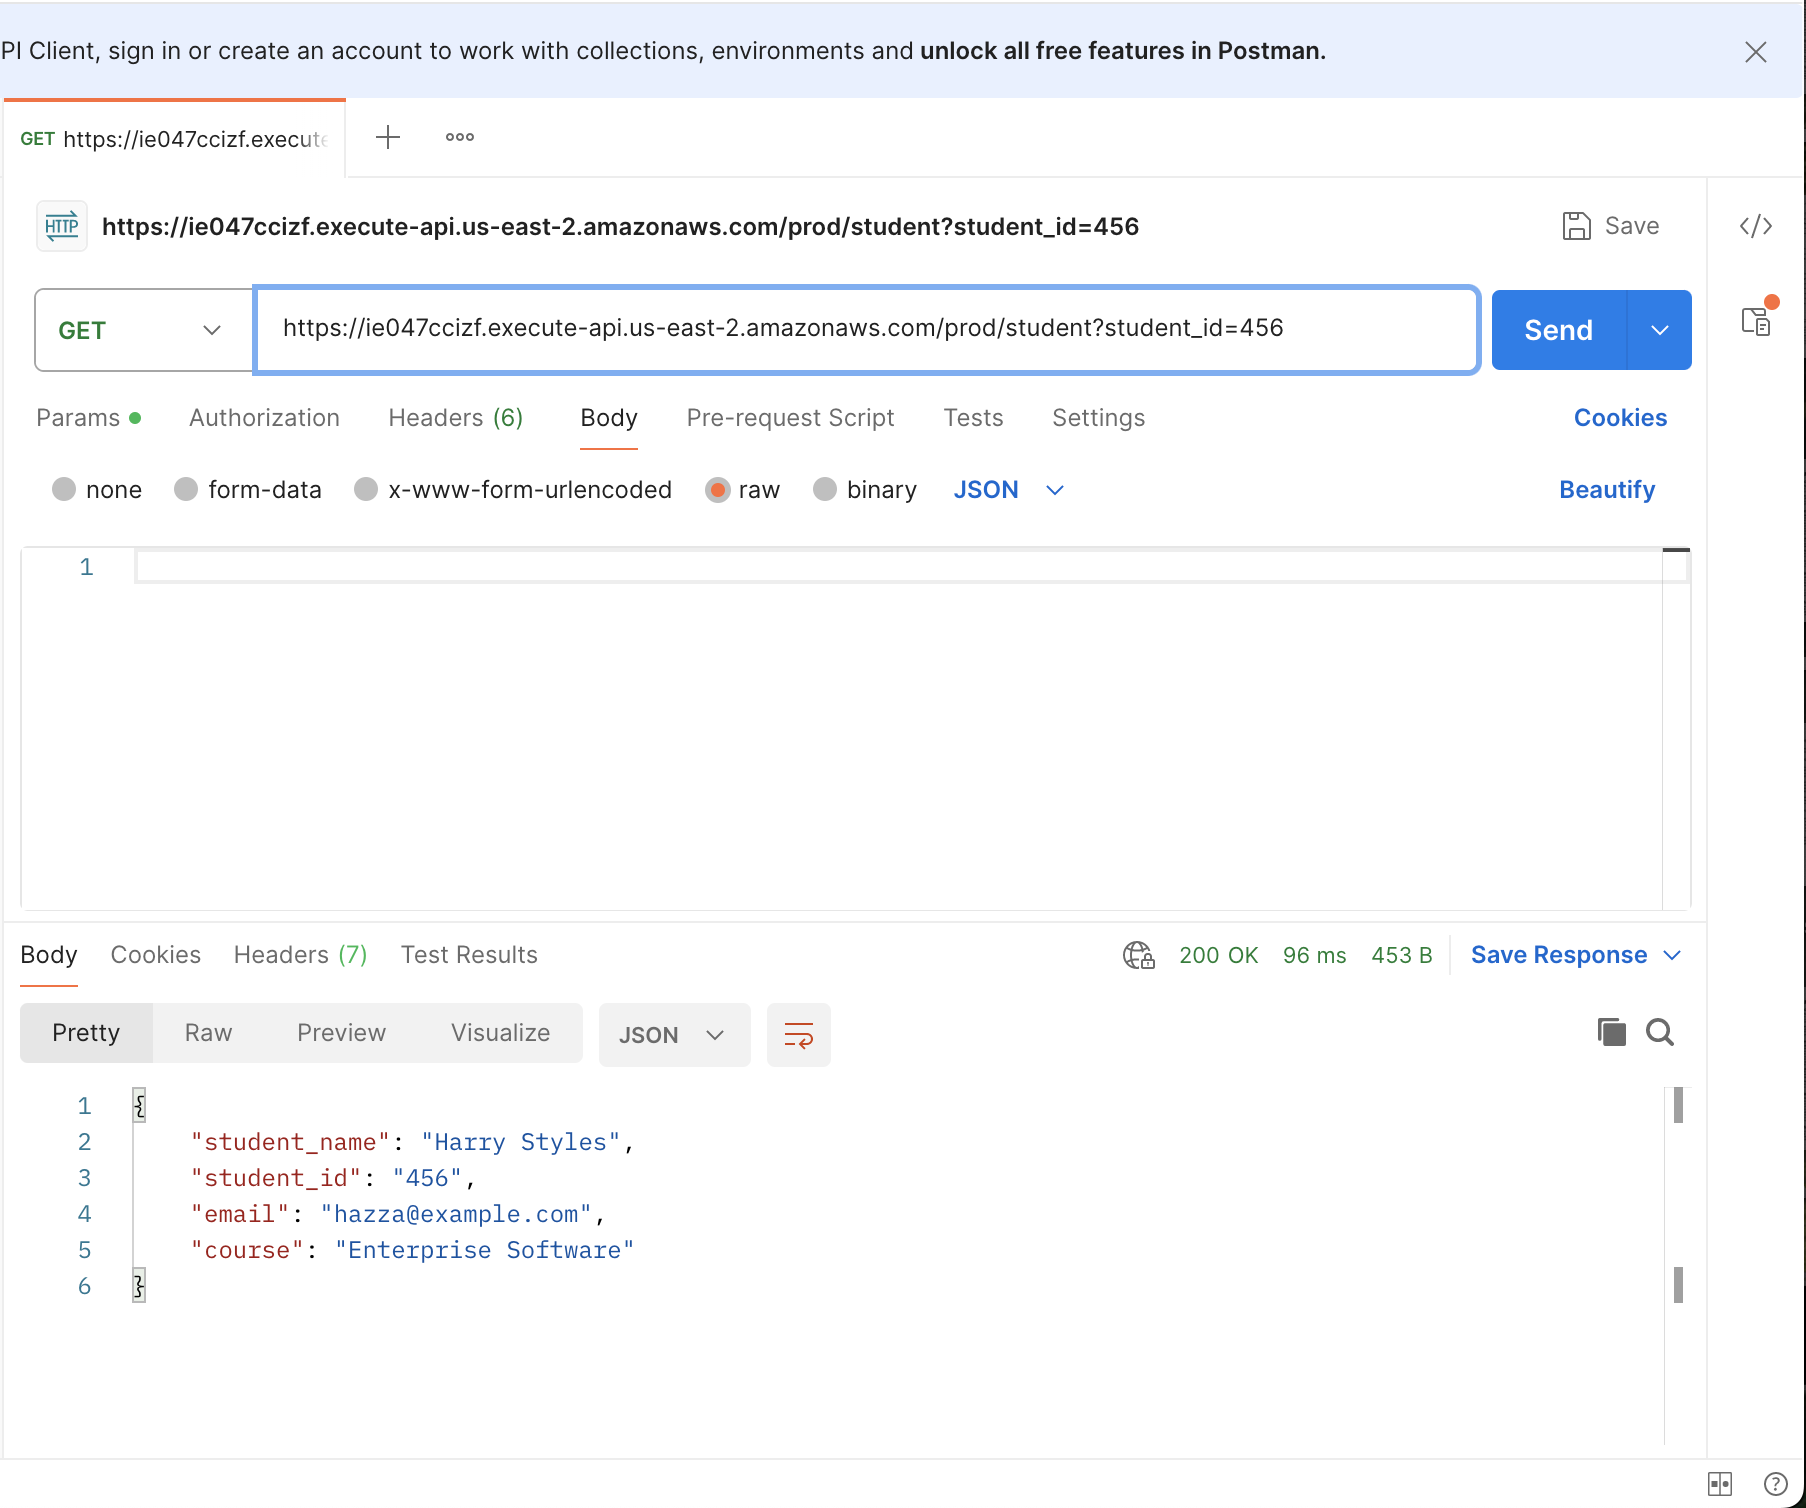 PI Client, sign in or create an account to work with collections, environments and unlock all free features in Postman.
GET https://ie047ccizf.execute
HTTP https://ie047ccizf.execute-api.us-east-2.amazonaws.com/prod/student?student_id=456 Save </>
GET https://ie047ccizf.execute-api.us-east-2.amazonaws.com/prod/student?student_id=456 Send
Params Authorization Headers (6) Body Pre-request Script Tests Settings Cookies
none form-data x-www-form-urlencoded raw binary JSON Beautify
1
Body Cookies Headers (7) Test Results 200 OK 96 ms 453 B Save Response
Pretty Raw Preview Visualize JSON
1 {
2 "student_name": "Harry Styles",
3 "student_id": "456",
4 "email": "hazza@example.com",
5 "course": "Enterprise Software"
6 }